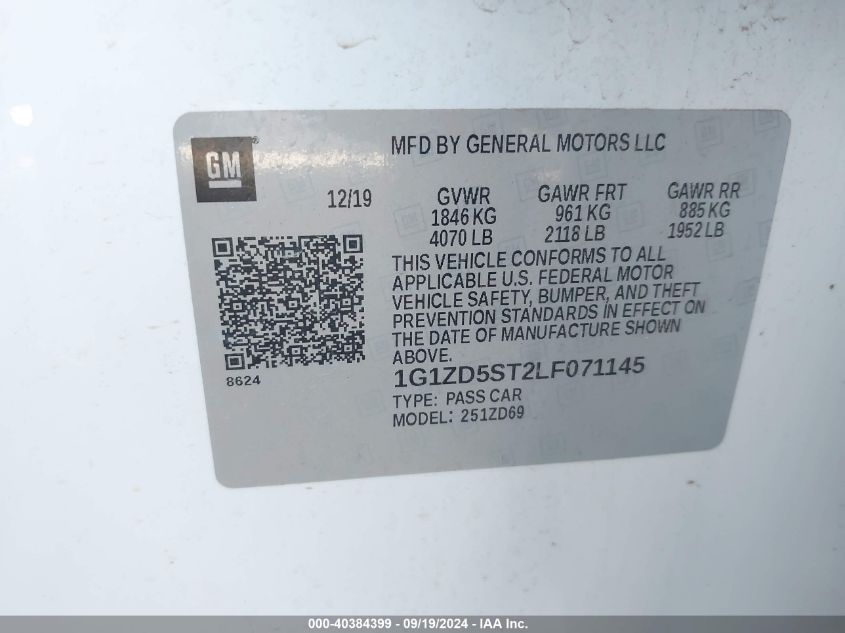 GM
MFD BY GENERAL MOTORS LLC
12/19 GVWR GAWR FRT GAWR RR
1846 KG 961 KG 885 KG
4070 LB 2118 LB 1952 LB
THIS VEHICLE CONFORMS TO ALL
APPLICABLE U.S. FEDERAL MOTOR
VEHICLE SAFETY, BUMPER, AND THEFT
PREVENTION STANDARDS IN EFFECT ON
THE DATE OF MANUFACTURE SHOWN
ABOVE.
8624
1G1ZD5ST2LF071145
TYPE: PASS CAR
MODEL: 251ZD69
000-40384399 - 09/19/2024 - IAAI.com